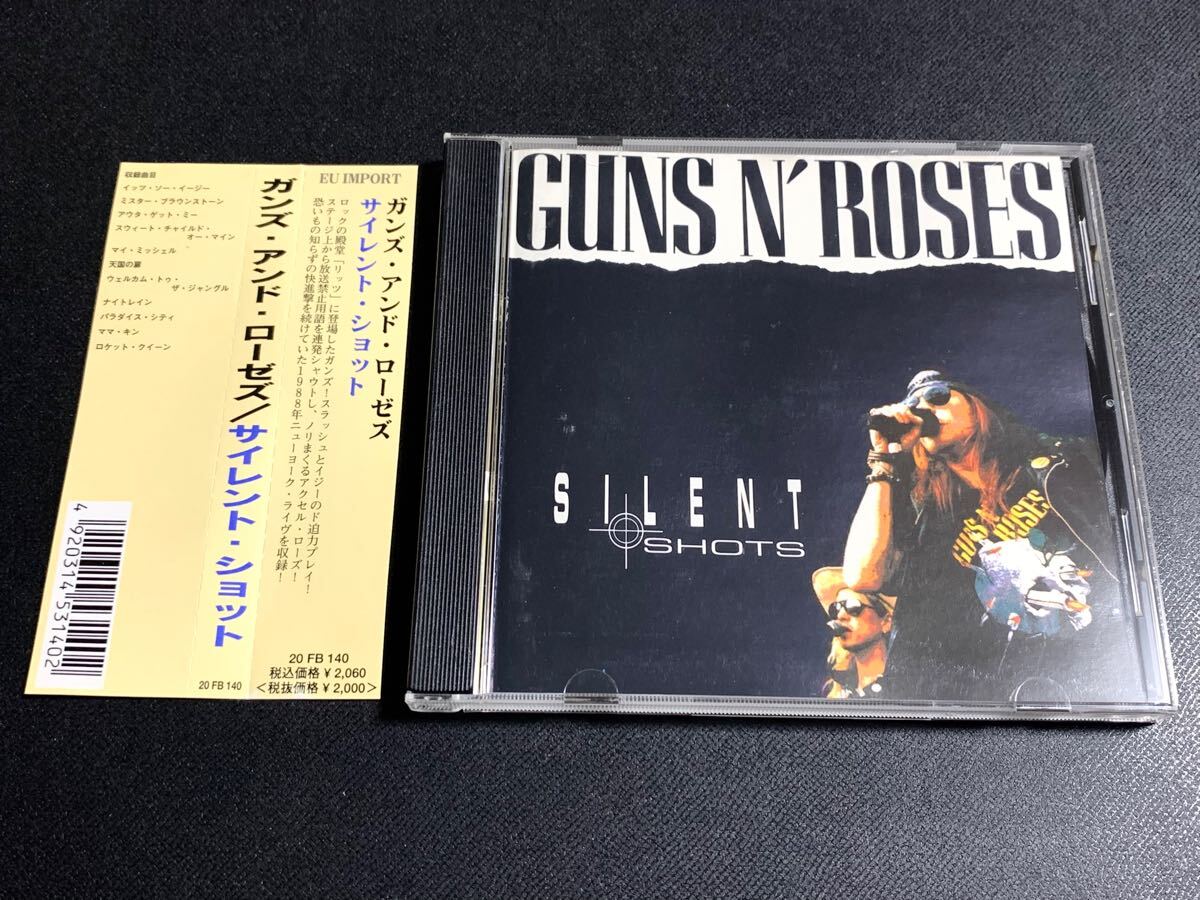 収録曲目
イッツ・ソー・イージー
ミスター・ブラウンストーン
アウタ・ゲット・ミー
スウィート・チャイルド・
オー・マイン
マイ・ミッシェル
天国の扉
ウェルカム・トゥ・
ザ・ジャングル
ナイトレイン
パラダイス・シティ
ママ・キン
ロケット・クイーン
4 920314 531402
ガンズ・アンド・ローゼズ/サイレント・ショット
20 FB 140
EU IMPORT
ガンズ・アンド・ローゼズ
サイレント・ショット
ロックの殿堂「リッツ」に登場したガンズ!スラッシュとイジーのド迫力プレイ!
ステージ上から放送禁止用語を連発シャウトし、ノリまくるアクセル・ローズ!
恐いもの知らずの快進撃を続けていた1988年ニューヨーク・ライヴを収録!
20 FB 140
税込価格 ¥ 2,060
<税抜価格 ¥ 2,000>
GUNS N' ROSES
SILENT
SHOTS
GUNS N'
ROSES